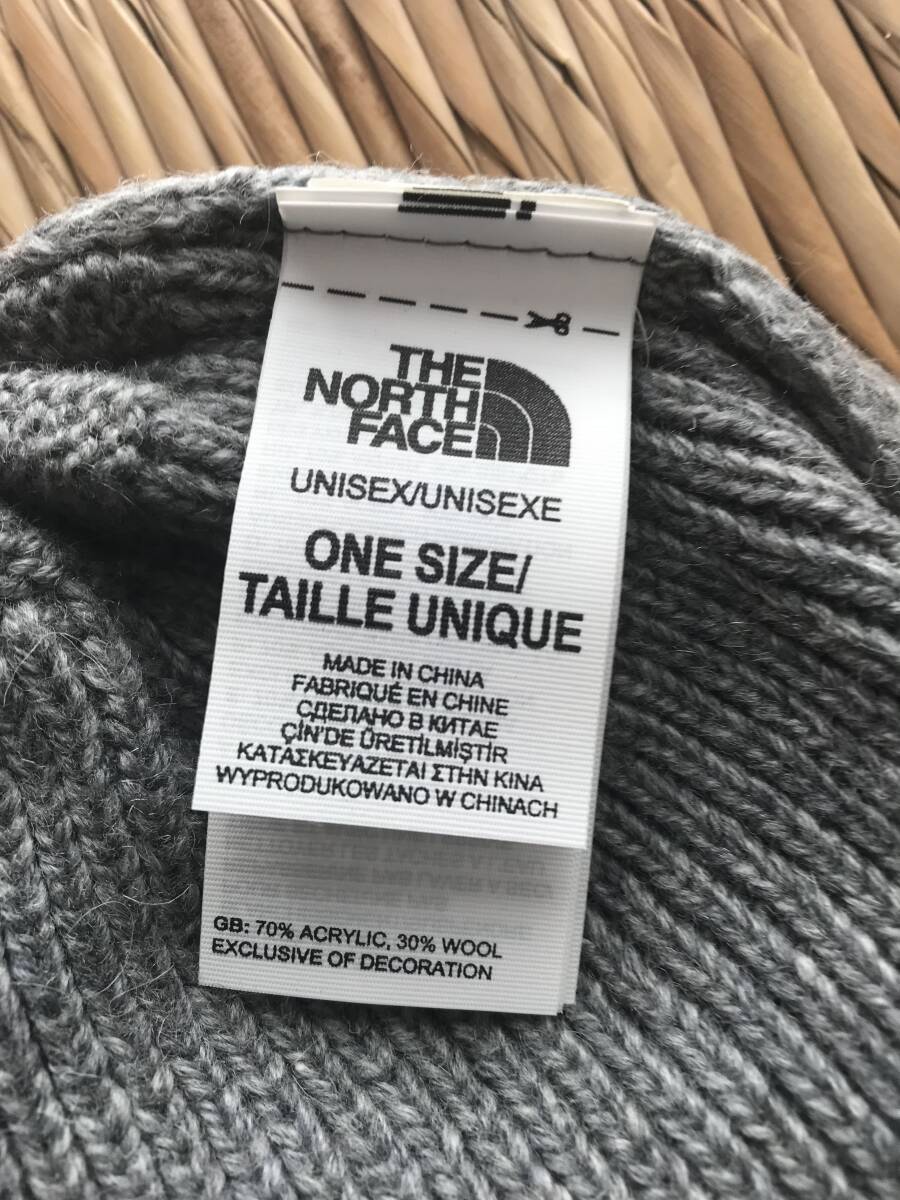 THE
NORTH
FACE
UNISEX/UNISEXE
ONE SIZE/
TAILLE UNIQUE
MADE IN CHINA
FABRIQUÉ EN CHINE
СДЕЛАНО В КИТАЕ
ÇİN'DE ÜRETİLMİŞTİR
ΚΑΤΑΣΚΕΥΑΖΕΤΑΙ ΣΤΗΝ ΚΙΝΑ
WYPRODUKOWANO W CHINACH
GB: 70% ACRYLIC, 30% WOOL
EXCLUSIVE OF DECORATION